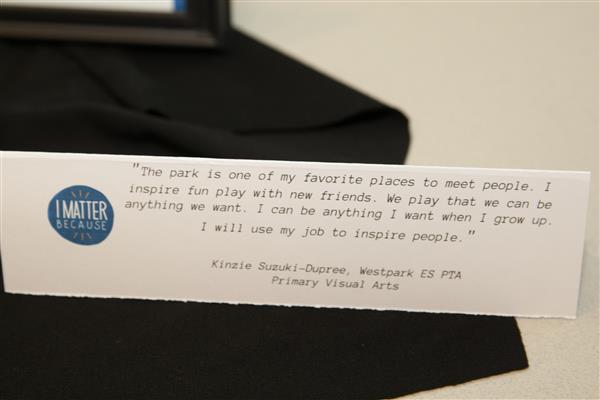 "The park is one of my favorite places to meet people. I
inspire fun play with new friends. We play that we can be
anything we want. I can be anything I want when I grow up.
I will use my job to inspire people."
I MATTER
BECAUSE
Kinzie Suzuki-Dupree, Westpark ES PTA
Primary Visual Arts